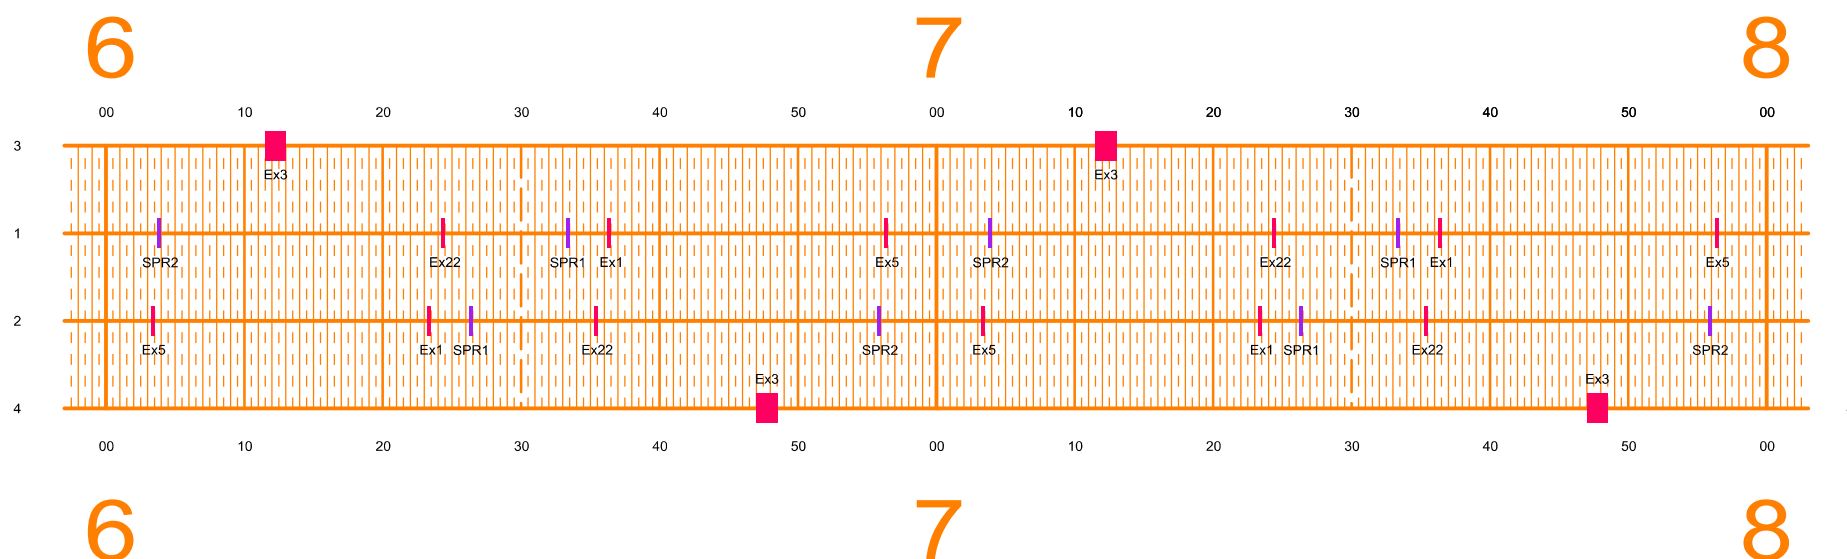 6 7 8
00 10 20 30 40 50 00 10 20 30 40 50 00
3
Ex3 Ex3
1
SPR2 Ex22 SPR1 Ex1 Ex5 SPR2 Ex22 SPR1 Ex1 Ex5
2
Ex5 Ex1 SPR1 Ex22 SPR2 Ex5 Ex1 SPR1 Ex22 SPR2
Ex3 Ex3
4
00 10 20 30 40 50 00 10 20 30 40 50 00
6 7 8